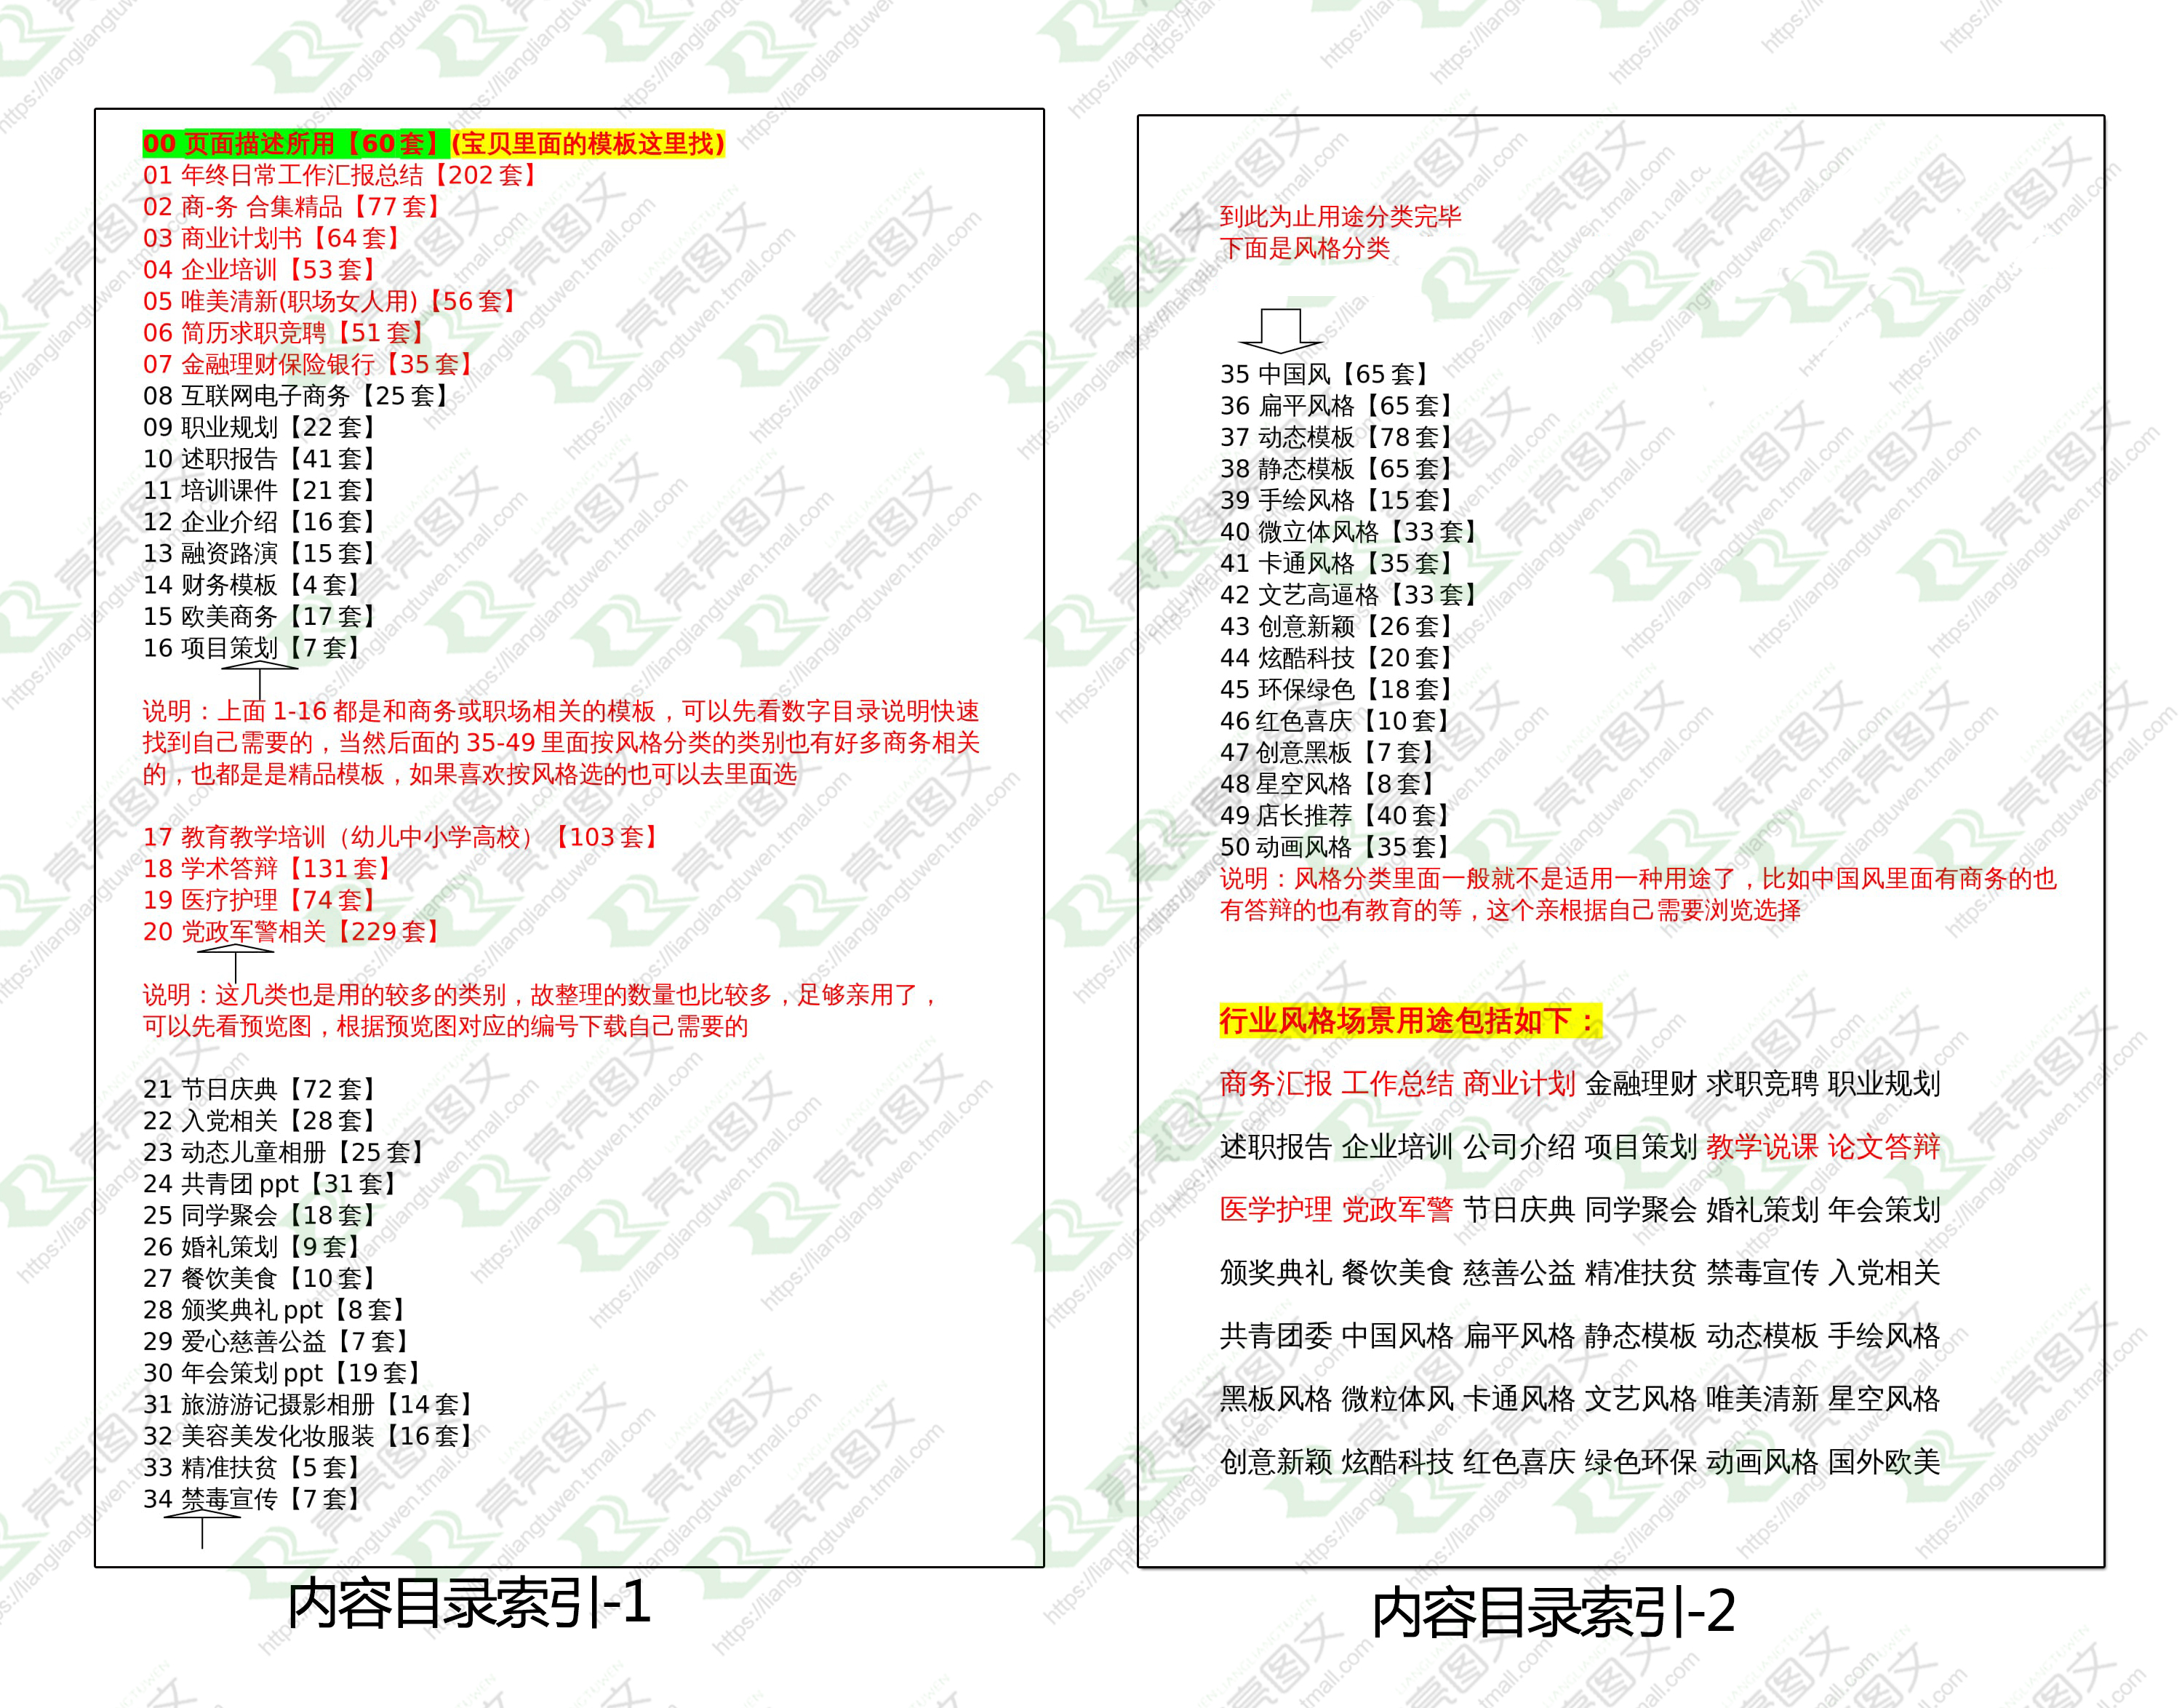 00 页面描述所用【60 套】(宝贝里面的模板这里找)
01 年终日常工作汇报总结【202 套】
02 商-务 合集精品【77 套】
03 商业计划书【64 套】
04 企业培训【53 套】
05 唯美清新(职场女人用)【56 套】
06 简历求职竞聘【51 套】
07 金融理财保险银行【35 套】
08 互联网电子商务【25 套】
09 职业规划【22 套】
10 述职报告【41 套】
11 培训课件【21 套】
12 企业介绍【16 套】
13 融资路演【15 套】
14 财务模板【4 套】
15 欧美商务【17 套】
16 项目策划【7 套】
说明：上面 1-16 都是和商务或职场相关的模板，可以先看数字目录说明快速
找到自己需要的，当然后面的 35-49 里面按风格分类的类别也有好多商务相关
的，也都是是精品模板，如果喜欢按风格选的也可以去里面选
17 教育教学培训（幼儿中小学高校）【103 套】
18 学术答辩【131 套】
19 医疗护理【74 套】
20 党政军警相关【229 套】
说明：这几类也是用的较多的类别，故整理的数量也比较多，足够亲用了，
可以先看预览图，根据预览图对应的编号下载自己需要的
21 节日庆典【72 套】
22 入党相关【28 套】
23 动态儿童相册【25 套】
24 共青团 ppt【31 套】
25 同学聚会【18 套】
26 婚礼策划【9 套】
27 餐饮美食【10 套】
28 颁奖典礼 ppt【8 套】
29 爱心慈善公益【7 套】
30 年会策划 ppt【19 套】
31 旅游游记摄影相册【14 套】
32 美容美发化妆服装【16 套】
33 精准扶贫【5 套】
34 禁毒宣传【7 套】
内容目录索引-1
到此为止用途分类完毕
下面是风格分类
35 中国风【65 套】
36 扁平风格【65 套】
37 动态模板【78 套】
38 静态模板【65 套】
39 手绘风格【15 套】
40 微立体风格【33 套】
41 卡通风格【35 套】
42 文艺高逼格【33 套】
43 创意新颖【26 套】
44 炫酷科技【20 套】
45 环保绿色【18 套】
46 红色喜庆【10 套】
47 创意黑板【7 套】
48 星空风格【8 套】
49 店长推荐【40 套】
50 动画风格【35 套】
说明：风格分类里面一般就不是适用一种用途了，比如中国风里面有商务的也
有答辩的也有教育的等，这个亲根据自己需要浏览选择
行业风格场景用途包括如下：
商务汇报 工作总结 商业计划 金融理财 求职竞聘 职业规划
述职报告 企业培训 公司介绍 项目策划 教学说课 论文答辩
医学护理 党政军警 节日庆典 同学聚会 婚礼策划 年会策划
颁奖典礼 餐饮美食 慈善公益 精准扶贫 禁毒宣传 入党相关
共青团委 中国风格 扁平风格 静态模板 动态模板 手绘风格
黑板风格 微粒体风 卡通风格 文艺风格 唯美清新 星空风格
创意新颖 炫酷科技 红色喜庆 绿色环保 动画风格 国外欧美
内容目录索引-2
亮亮图文
LIANGLIANGTUWEN
https://liangliangtuwen.tmall.com